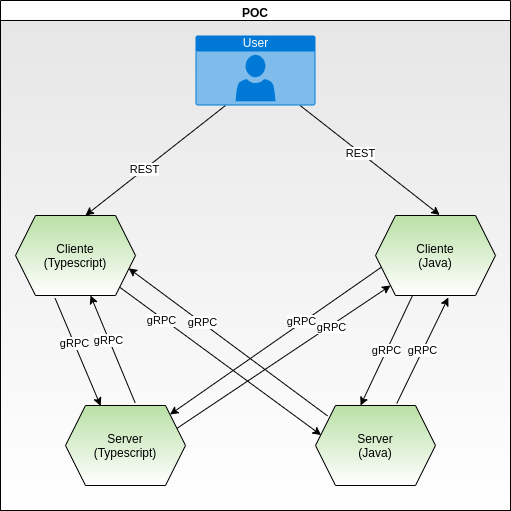 POC
User
REST
REST
Cliente
(Typescript)
Cliente
(Java)
gRPC
gRPC
gRPC
gRPC
gRPC
gRPC
gRPC
gRPC
Server
(Typescript)
Server
(Java)